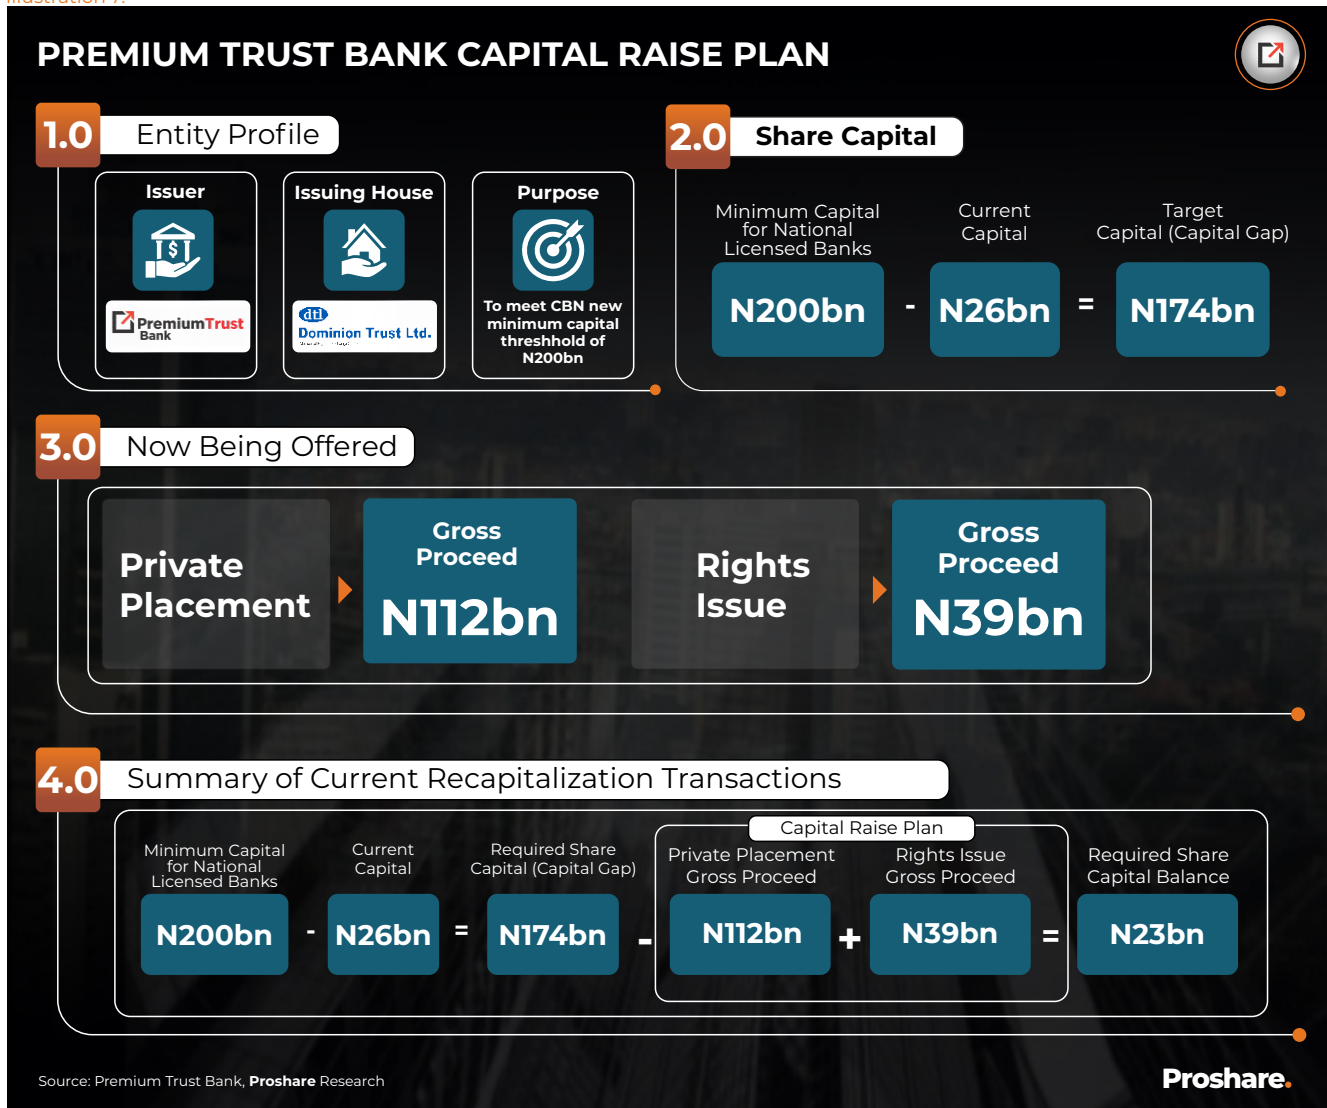 Illustration 7:
PREMIUM TRUST BANK CAPITAL RAISE PLAN
1.0
Entity Profile
Issuer
PremiumTrust
Bank
Issuing House
dtl
Dominion Trust Ltd.
Purpose
To meet CBN new
minimum capital
threshhold of
N200bn
2.0
Share Capital
Minimum Capital
for National
Licensed Banks
N200bn
-
Current
Capital
N26bn
=
Target
Capital (Capital Gap)
N174bn
3.0
Now Being Offered
Private
Placement
Gross
Proceed
N112bn
Rights
Issue
Gross
Proceed
N39bn
4.0
Summary of Current Recapitalization Transactions
Minimum Capital
for National
Licensed Banks
N200bn
-
Current
Capital
N26bn
=
Required Share
Capital (Capital Gap)
N174bn
-
Capital Raise Plan
Private Placement
Gross Proceed
N112bn
+
Rights Issue
Gross Proceed
N39bn
=
Required Share
Capital Balance
N23bn
Source: Premium Trust Bank, Proshare Research
Proshare.